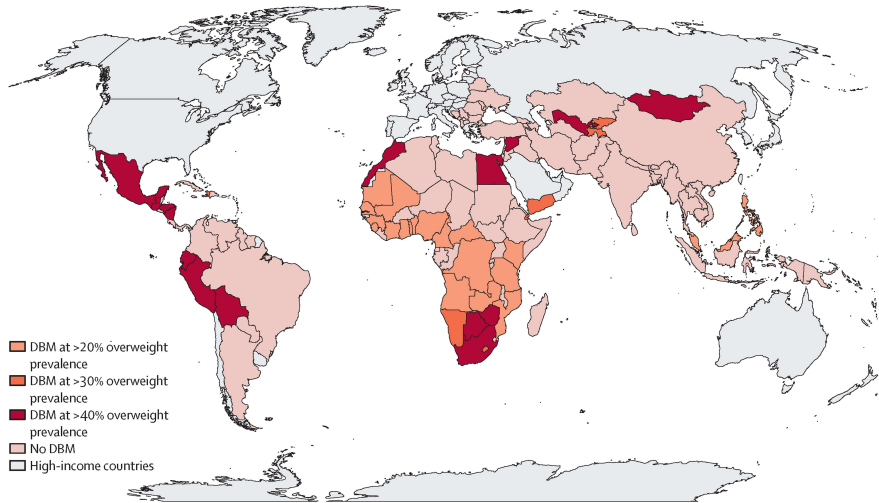 DBM at >20% overweight
prevalence
DBM at >30% overweight
prevalence
DBM at >40% overweight
prevalence
No DBM
High-income countries